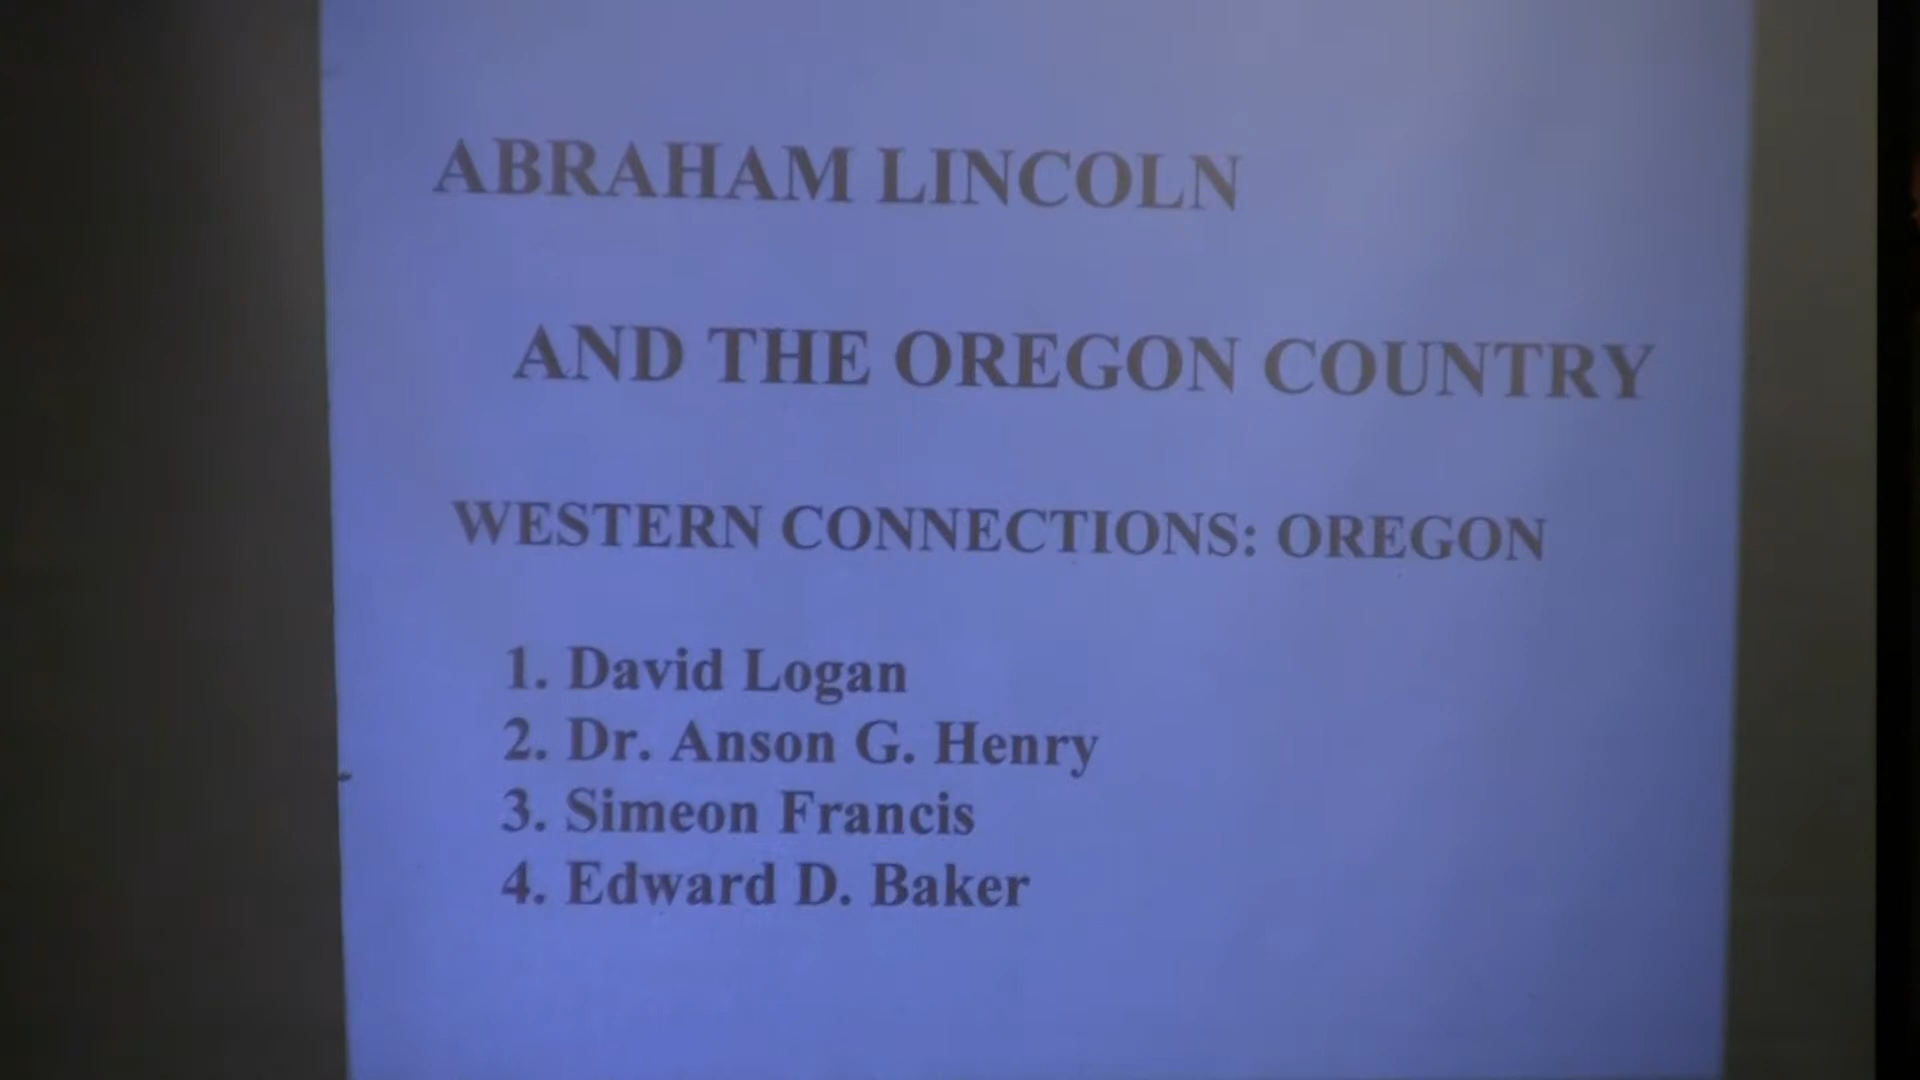 ABRAHAM LINCOLN
AND THE OREGON COUNTRY
WESTERN CONNECTIONS: OREGON
1. David Logan
2. Dr. Anson G. Henry
3. Simeon Francis
4. Edward D. Baker